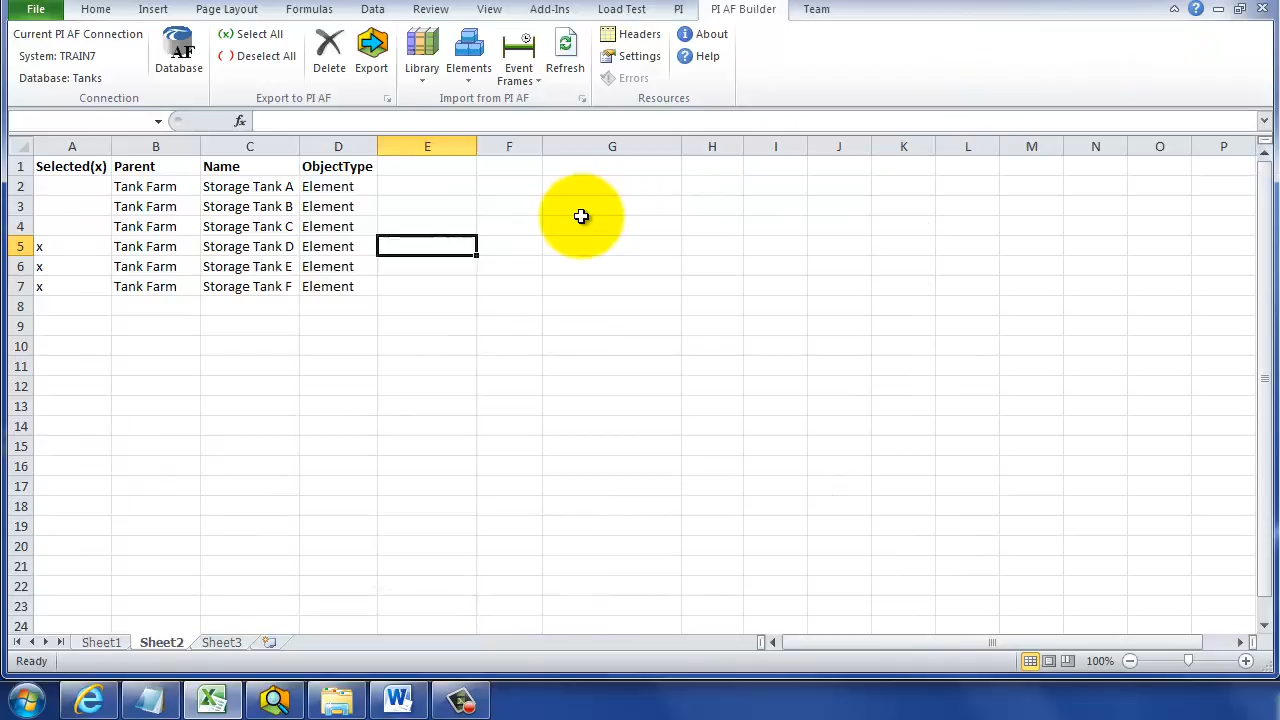 File Home Insert Page Layout Formulas Data Review View Add-Ins Load Test PI PI AF Builder Team
Current PI AF Connection
System: TRAIN7
Database: Tanks
AF
Database
Connection
(x) Select All
( ) Deselect All
Delete
Export
Export to PI AF
Library
Elements
Event
Frames
Refresh
Import from PI AF
Headers
Settings
Errors
About
Help
Resources
fx
A B C D E F G H I J K L M N O P
1 Selected(x) Parent Name ObjectType
2 Tank Farm Storage Tank A Element
3 Tank Farm Storage Tank B Element
4 Tank Farm Storage Tank C Element
5 x Tank Farm Storage Tank D Element
6 x Tank Farm Storage Tank E Element
7 x Tank Farm Storage Tank F Element
8
9
10
11
12
13
14
15
16
17
18
19
20
21
22
23
24
Sheet1 Sheet2 Sheet3
Ready 100%